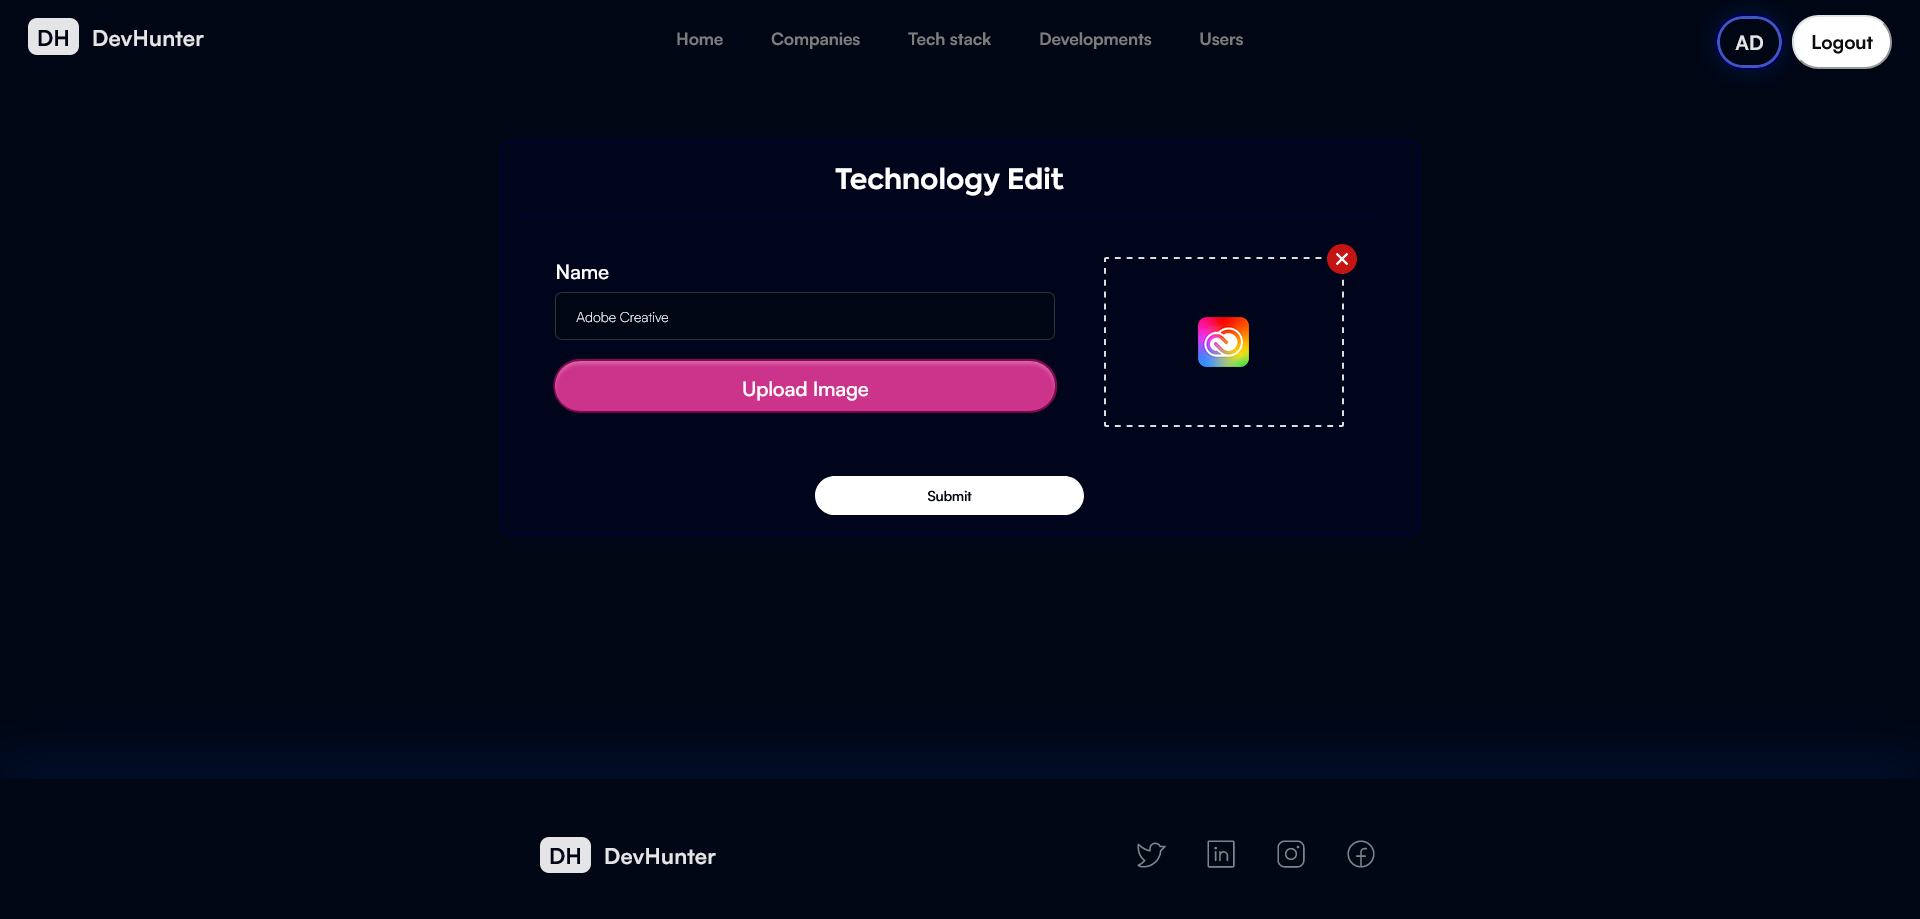 DH DevHunter
Home Companies Tech stack Developments Users
AD Logout
Technology Edit
Name
Adobe Creative
Upload Image
Submit
DH DevHunter